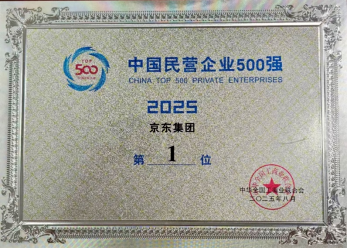 TOP
500
中国民营企业500强
CHINA TOP 500 PRIVATE ENTERPRISES
2025
京东集团
第 1 位
中华全国工商业联合会
二〇二五年八月